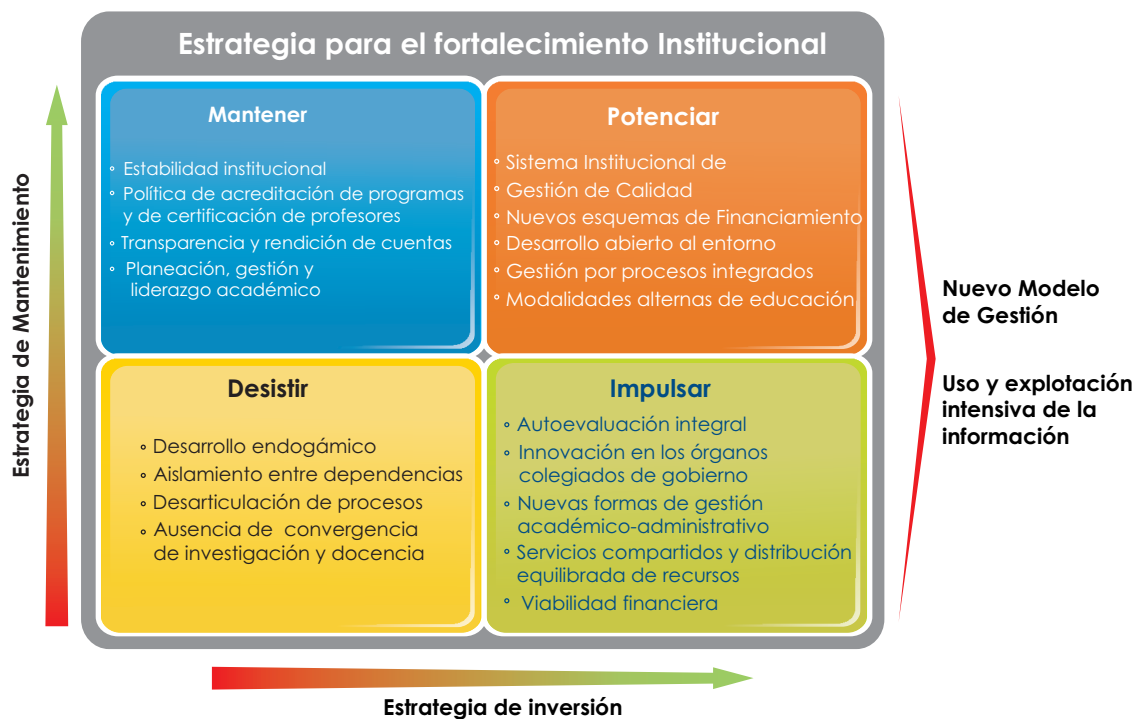 Estrategia para el fortalecimiento Institucional
Estrategia de Mantenimiento
Mantener
° Estabilidad institucional
° Política de acreditación de programas
y de certificación de profesores
° Transparencia y rendición de cuentas
° Planeación, gestión y
liderazgo académico
Potenciar
° Sistema Institucional de
° Gestión de Calidad
° Nuevos esquemas de Financiamiento
° Desarrollo abierto al entorno
° Gestión por procesos integrados
° Modalidades alternas de educación
Desistir
° Desarrollo endogámico
° Aislamiento entre dependencias
° Desarticulación de procesos
° Ausencia de convergencia
de investigación y docencia
Impulsar
° Autoevaluación integral
° Innovación en los órganos
colegiados de gobierno
° Nuevas formas de gestión
académico-administrativo
° Servicios compartidos y distribución
equilibrada de recursos
° Viabilidad financiera
Nuevo Modelo
de Gestión
Uso y explotación
intensiva de la
información
Estrategia de inversión